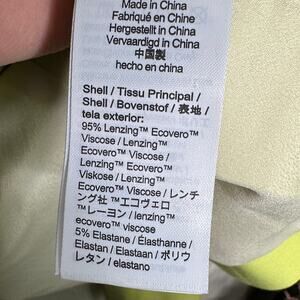 Made in China
Fabriqué en Chine
Hergestellt in China
Vervaardigd in China
中国製
hecho en china
Shell / Tissu Principal /
Shell / Bovenstof / 表地 /
tela exterior:
95% Lenzing™ Ecovero™
Viscose / Lenzing™
Ecovero™ Viscose /
Lenzing™ Ecovero™
Viskose / Lenzing™
Ecovero™ Viscose / レンチ
ング社 ™エコヴェロ
™レーヨン / lenzing™
ecovero™ viscose
5% Elastane / Élasthanne /
Elastan / Elastaan / ポリウ
レタン / elastano